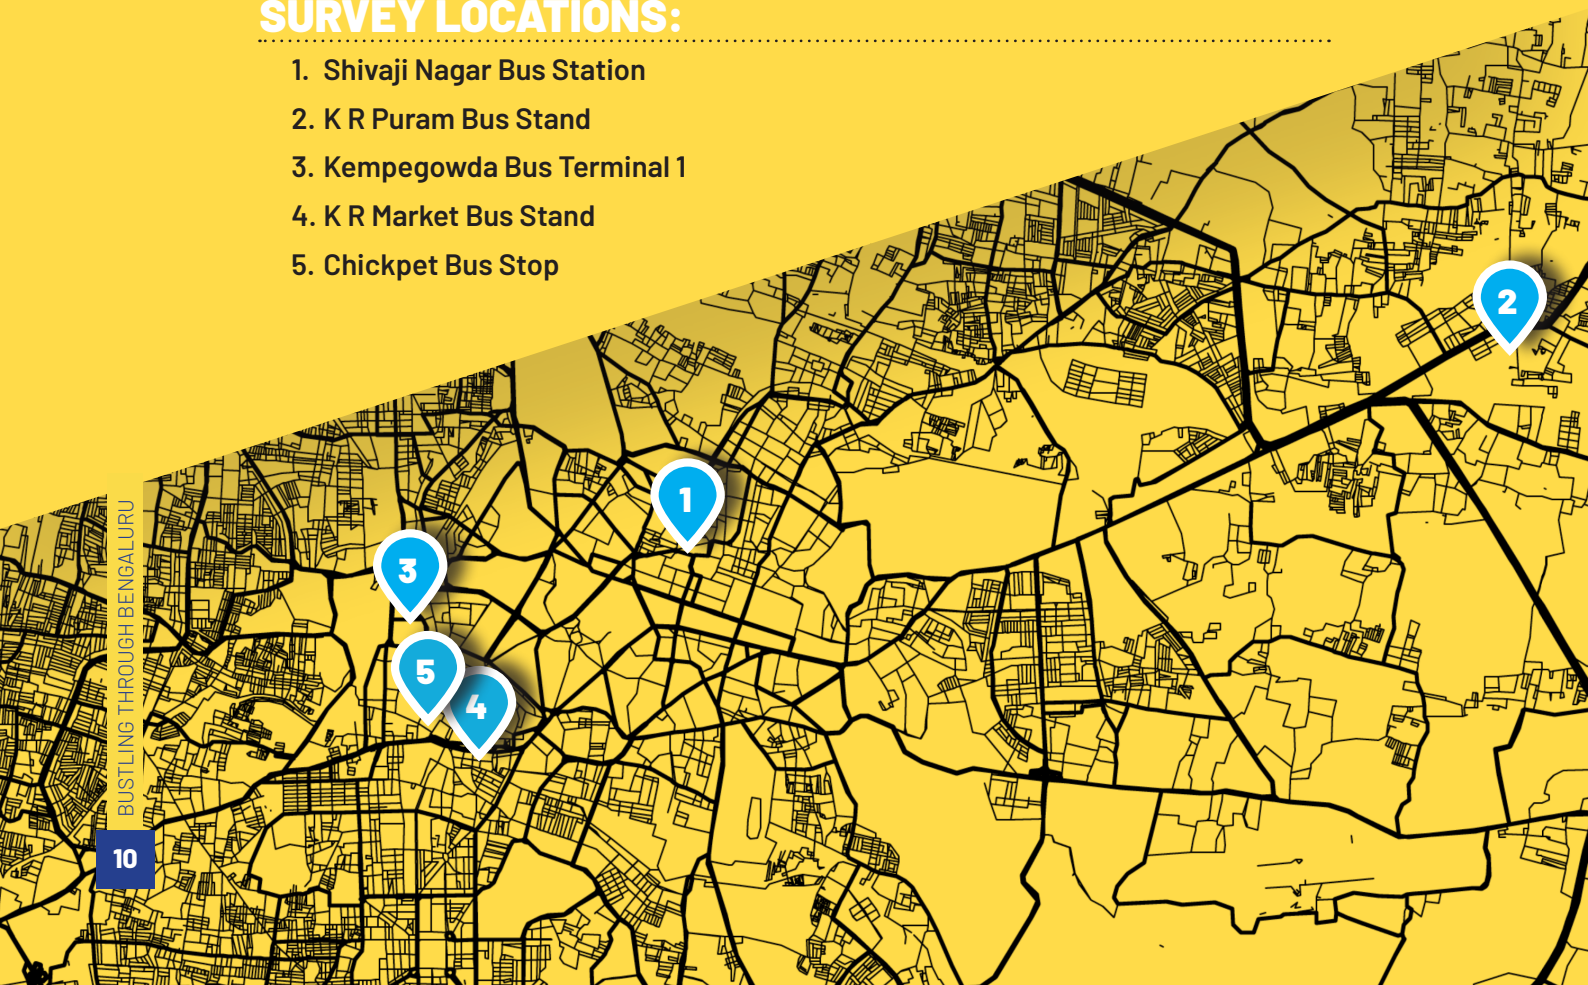 SURVEY LOCATIONS:
1. Shivaji Nagar Bus Station
2. K R Puram Bus Stand
3. Kempegowda Bus Terminal 1
4. K R Market Bus Stand
5. Chickpet Bus Stop
2
1
3
5
4
BUSTLING THROUGH BENGALURU
10